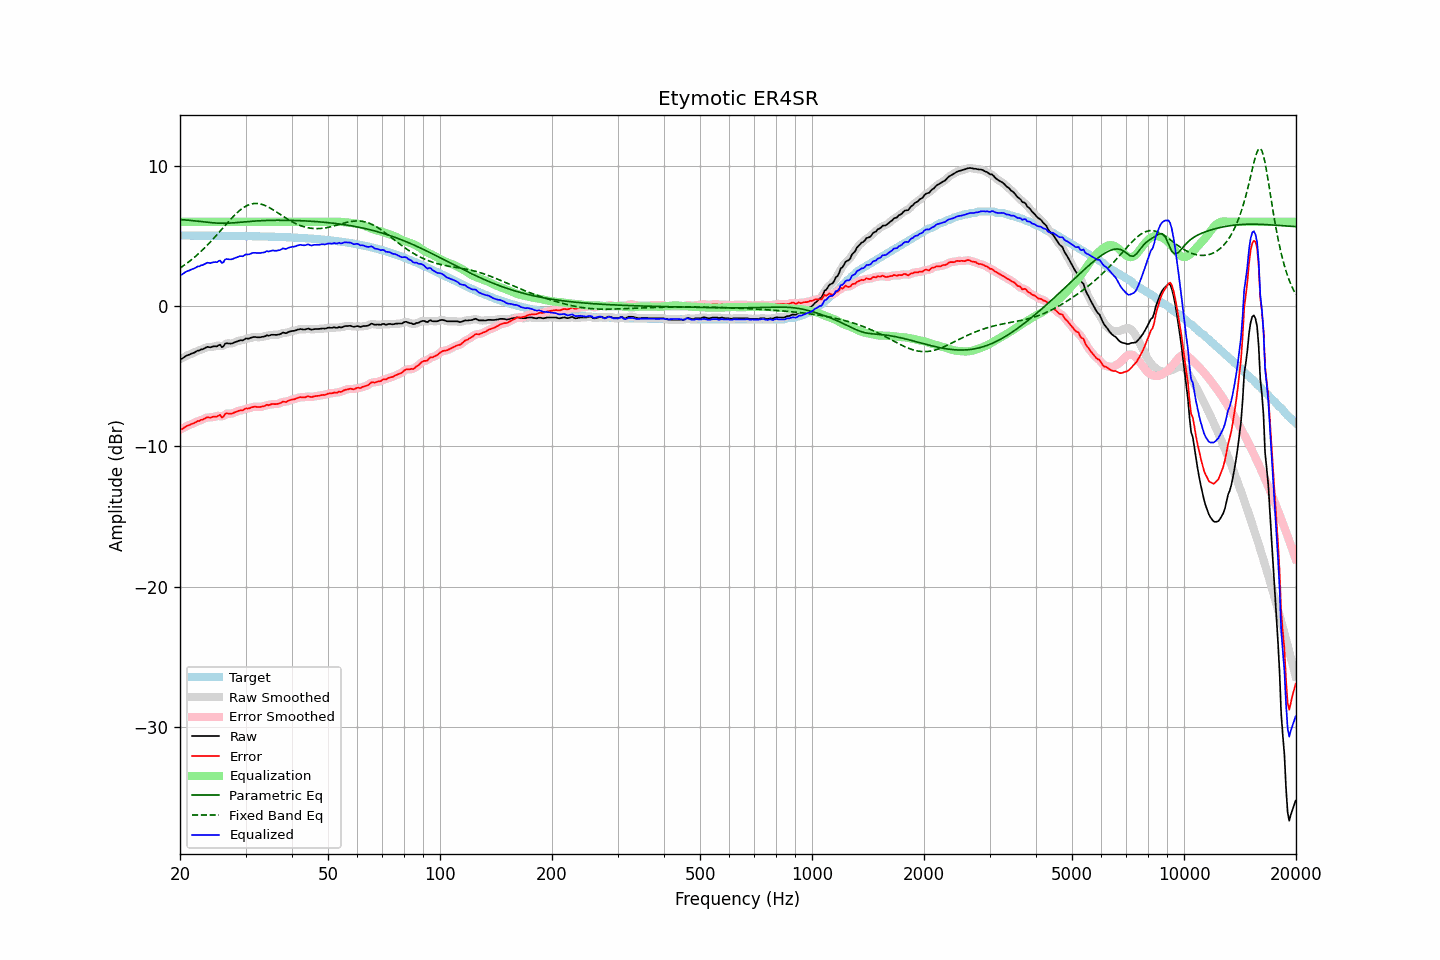 Etymotic ER4SR
Amplitude (dBr)
10
0
−10
−20
−30
Target
Raw Smoothed
Error Smoothed
Raw
Error
Equalization
Parametric Eq
Fixed Band Eq
Equalized
20 50 100 200 500 1000 2000 5000 10000 20000
Frequency (Hz)